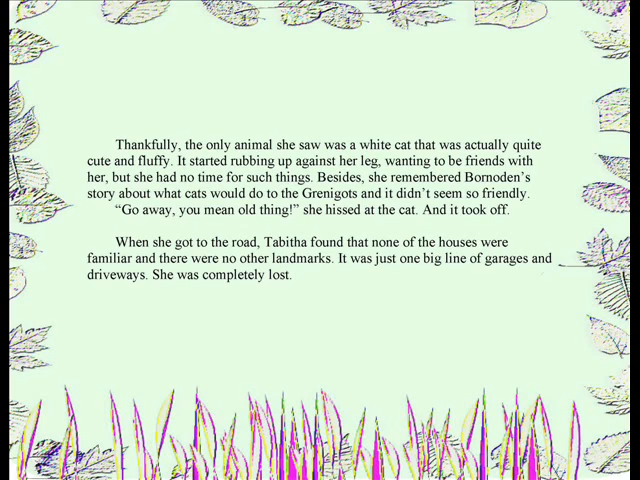 Thankfully, the only animal she saw was a white cat that was actually quite
cute and fluffy. It started rubbing up against her leg, wanting to be friends with
her, but she had no time for such things. Besides, she remembered Bornoden’s
story about what cats would do to the Grenigots and it didn’t seem so friendly.
“Go away, you mean old thing!” she hissed at the cat. And it took off.
When she got to the road, Tabitha found that none of the houses were
familiar and there were no other landmarks. It was just one big line of garages and
driveways. She was completely lost.